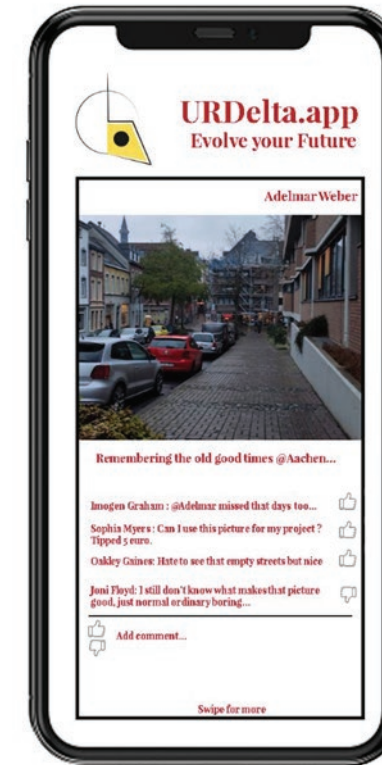 URDelta.app
Evolve your Future
Adelmar Weber
Remembering the old good times @Aachen...
Imogen Graham : @Adelmar missed that days too...
Sophia Myers : Can I use this picture for my project ?
Tipped 5 euro.
Oakley Gaines: Hate to see that empty streets but nice
Joni Floyd: I still don't know what makes that picture
good, just normal ordinary boring...
Add comment...
Swipe for more